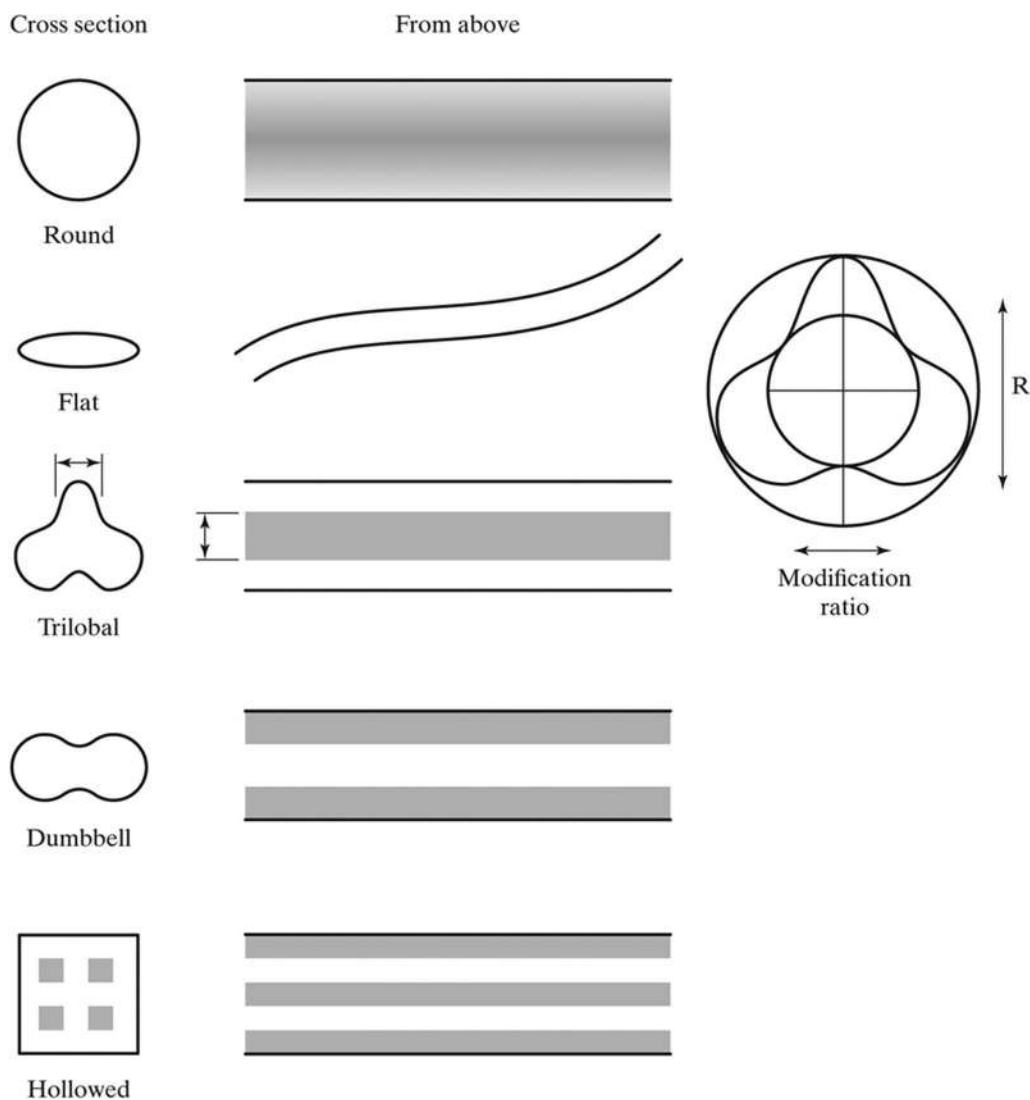 Cross section
From above
Round
Flat
R
Modification
ratio
Trilobal
Dumbbell
Hollowed